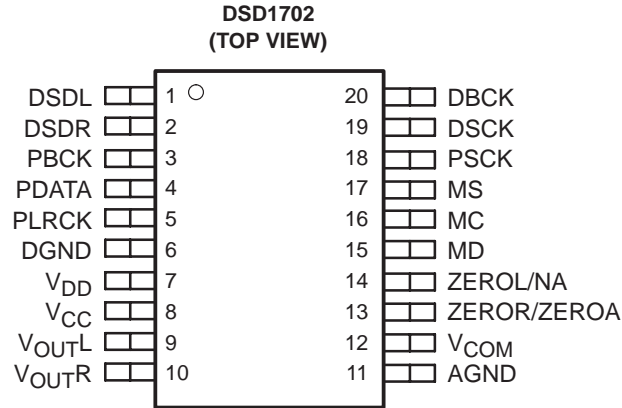 DSD1702
(TOP VIEW)
DSDL 1 20 DBCK
DSDR 2 19 DSCK
PBCK 3 18 PSCK
PDATA 4 17 MS
PLRCK 5 16 MC
DGND 6 15 MD
VDD 7 14 ZEROL/NA
VCC 8 13 ZEROR/ZEROA
VOUTL 9 12 VCOM
VOUTR 10 11 AGND